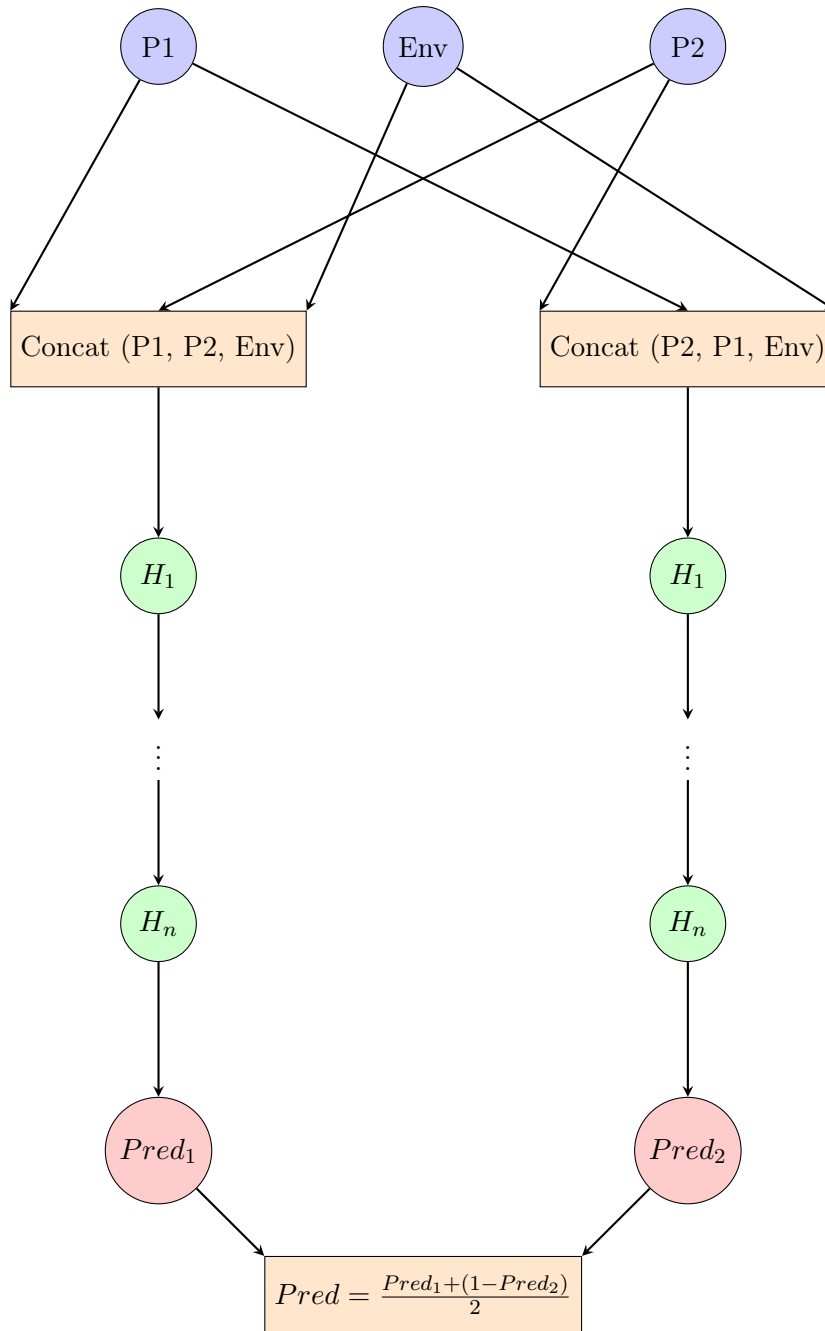 P1
Env
P2
Concat (P1, P2, Env)
Concat (P2, P1, Env)
H₁
H₁
⋮
⋮
Hₙ
Hₙ
Pred₁
Pred₂
Pred = \frac{Pred₁+(1−Pred₂)}{2}